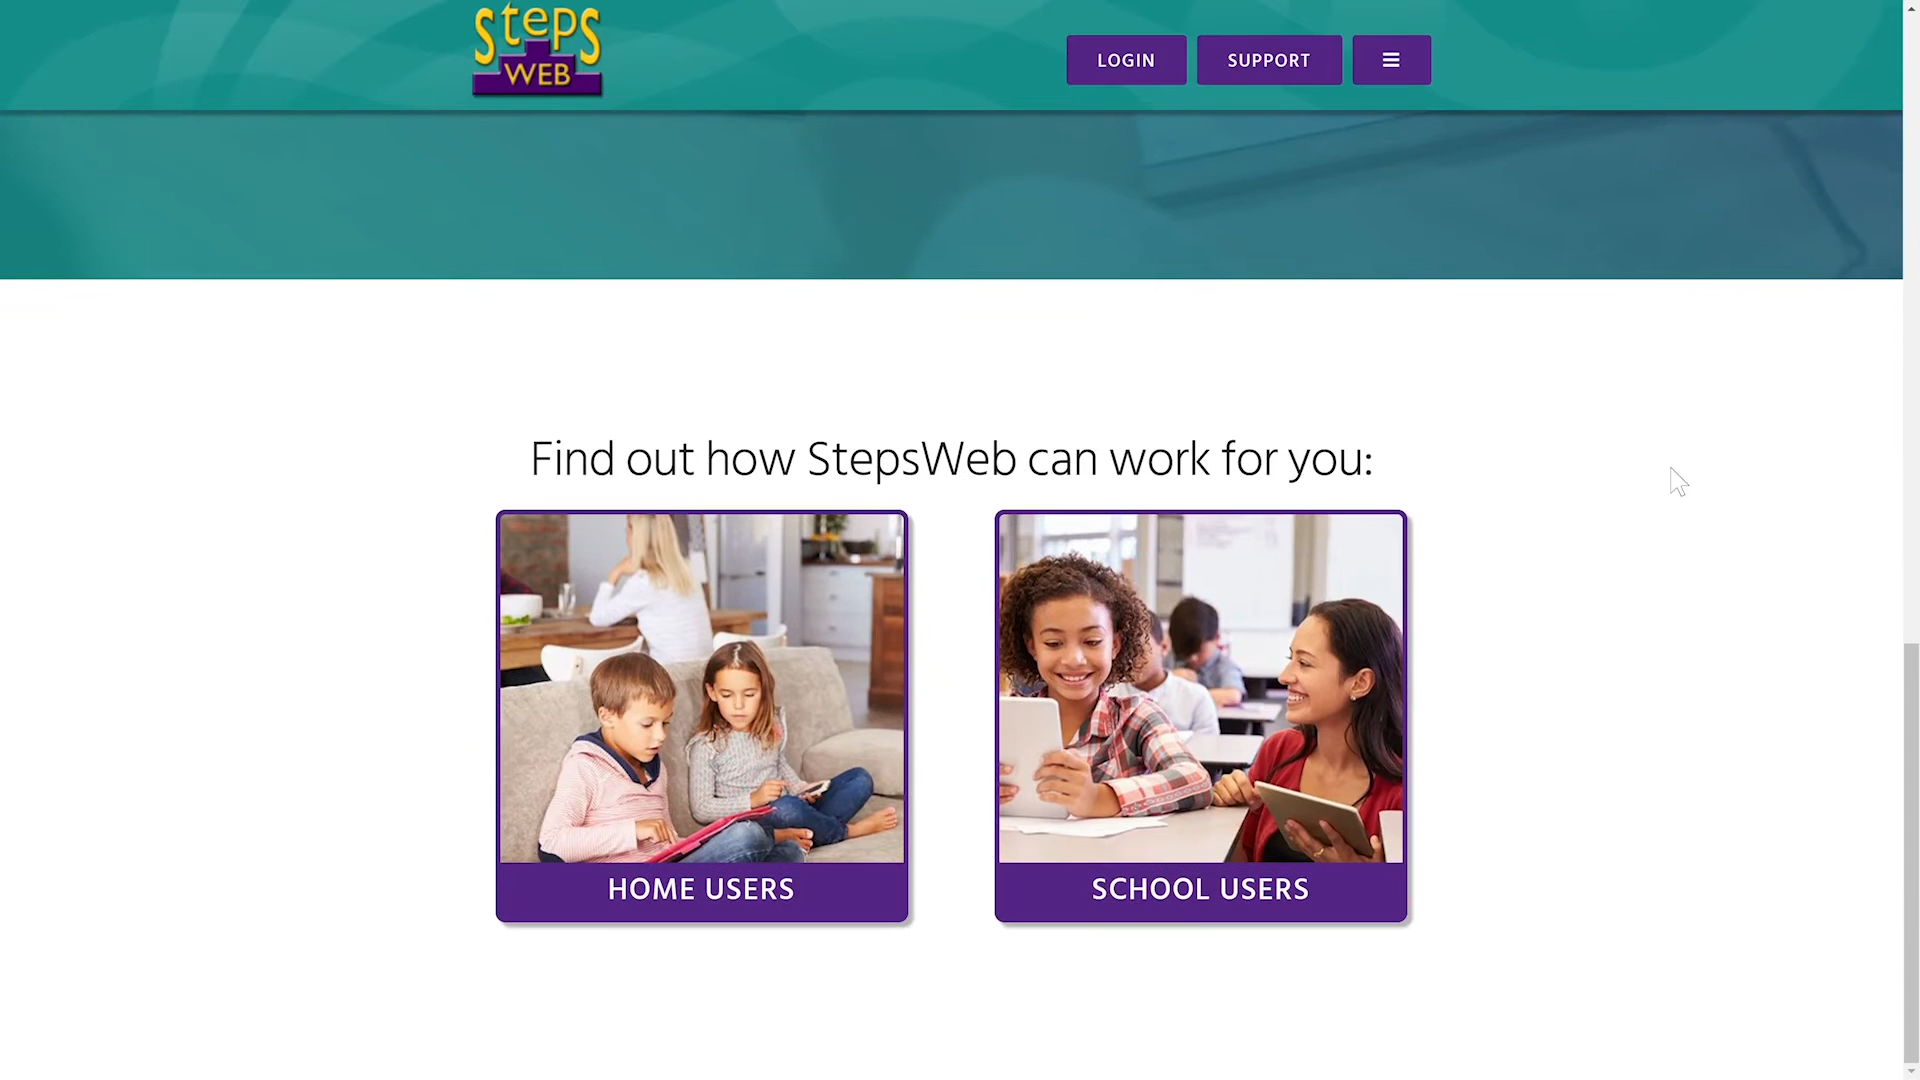 Steps
WEB
LOGIN
SUPPORT
Find out how StepsWeb can work for you:
HOME USERS
SCHOOL USERS